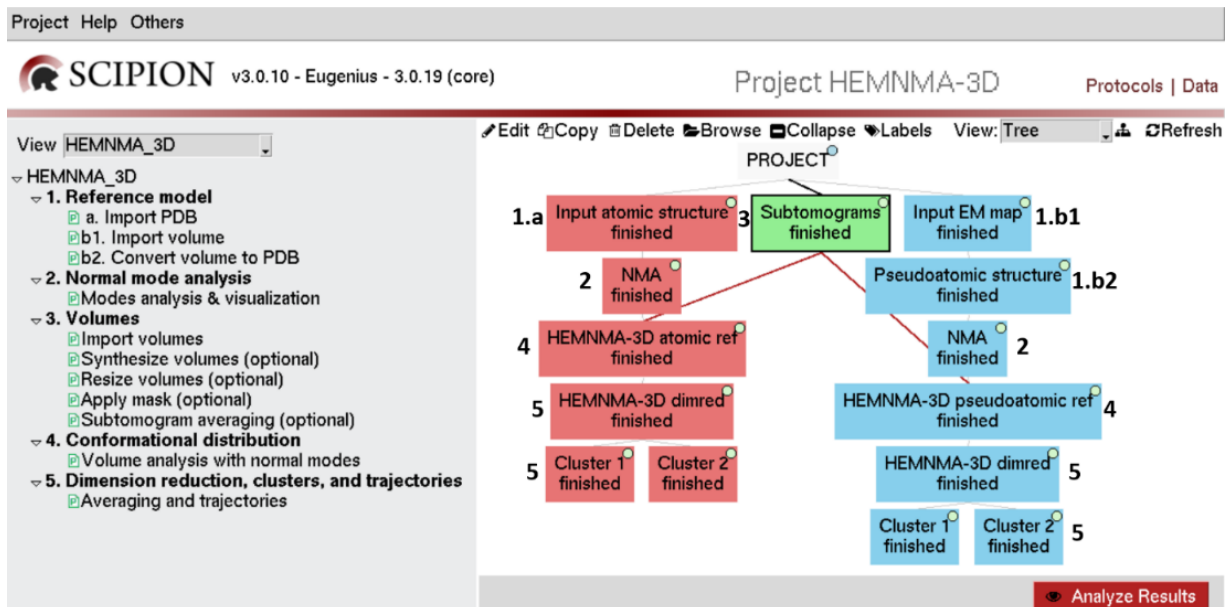 Project Help Others
SCIPION v3.0.10 - Eugenius - 3.0.19 (core) Project HEMNMA-3D Protocols | Data
Edit Copy Delete Browse Collapse Labels View: Tree Refresh
View HEMNMA_3D
HEMNMA_3D
1. Reference model
a. Import PDB
b1. Import volume
b2. Convert volume to PDB
2. Normal mode analysis
Modes analysis & visualization
3. Volumes
Import volumes
Synthesize volumes (optional)
Resize volumes (optional)
Apply mask (optional)
Subtomogram averaging (optional)
4. Conformational distribution
Volume analysis with normal modes
5. Dimension reduction, clusters, and trajectories
Averaging and trajectories
PROJECT
1.a
Input atomic structure
finished
3
Subtomograms
finished
Input EM map
finished
1.b1
2
NMA
finished
Pseudoatomic structure
finished
1.b2
4
HEMNMA-3D atomic ref
finished
NMA
finished
2
5
HEMNMA-3D dimred
finished
HEMNMA-3D pseudoatomic ref
finished
4
5
Cluster 1
finished
Cluster 2
finished
HEMNMA-3D dimred
finished
5
Cluster 1
finished
Cluster 2
finished
5
Analyze Results